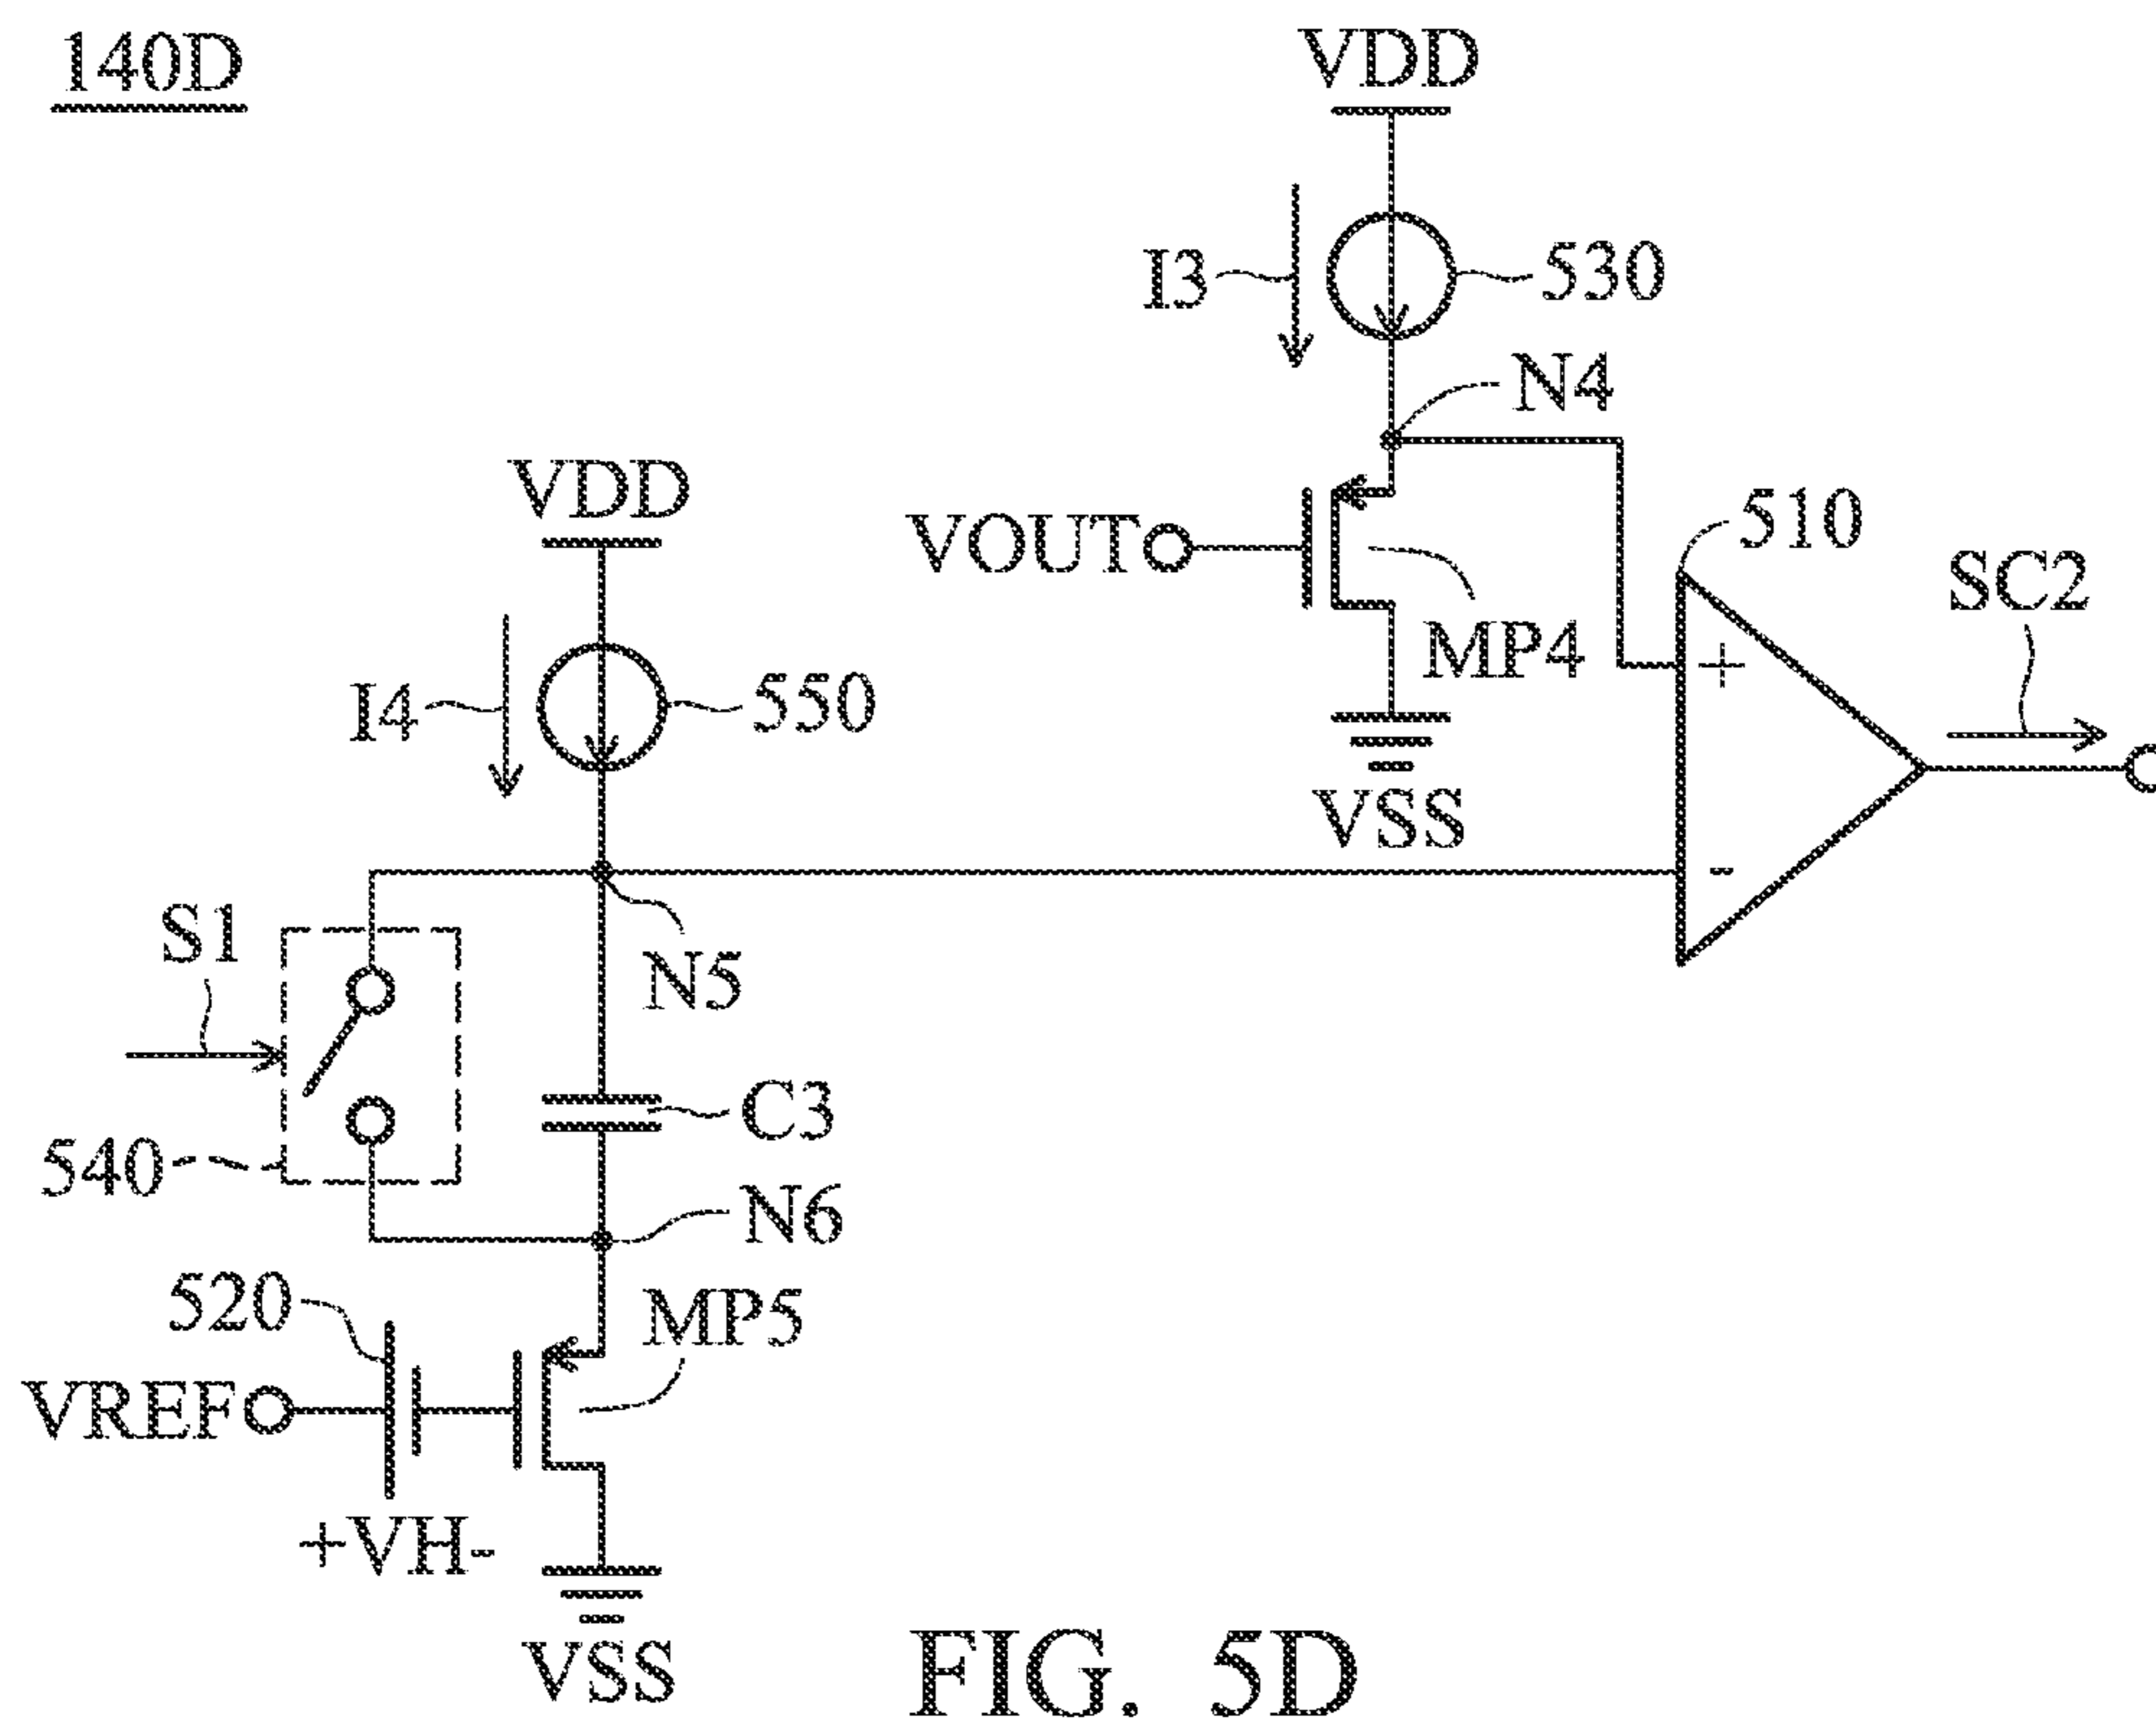 140D
VDD
I3
530
N4
VDD
VOUT
510
SC2
MP4
+
I4
550
VSS
-
S1
N5
C3
540
N6
520
MP5
VREF
+VH-
VSS
FIG. 5D